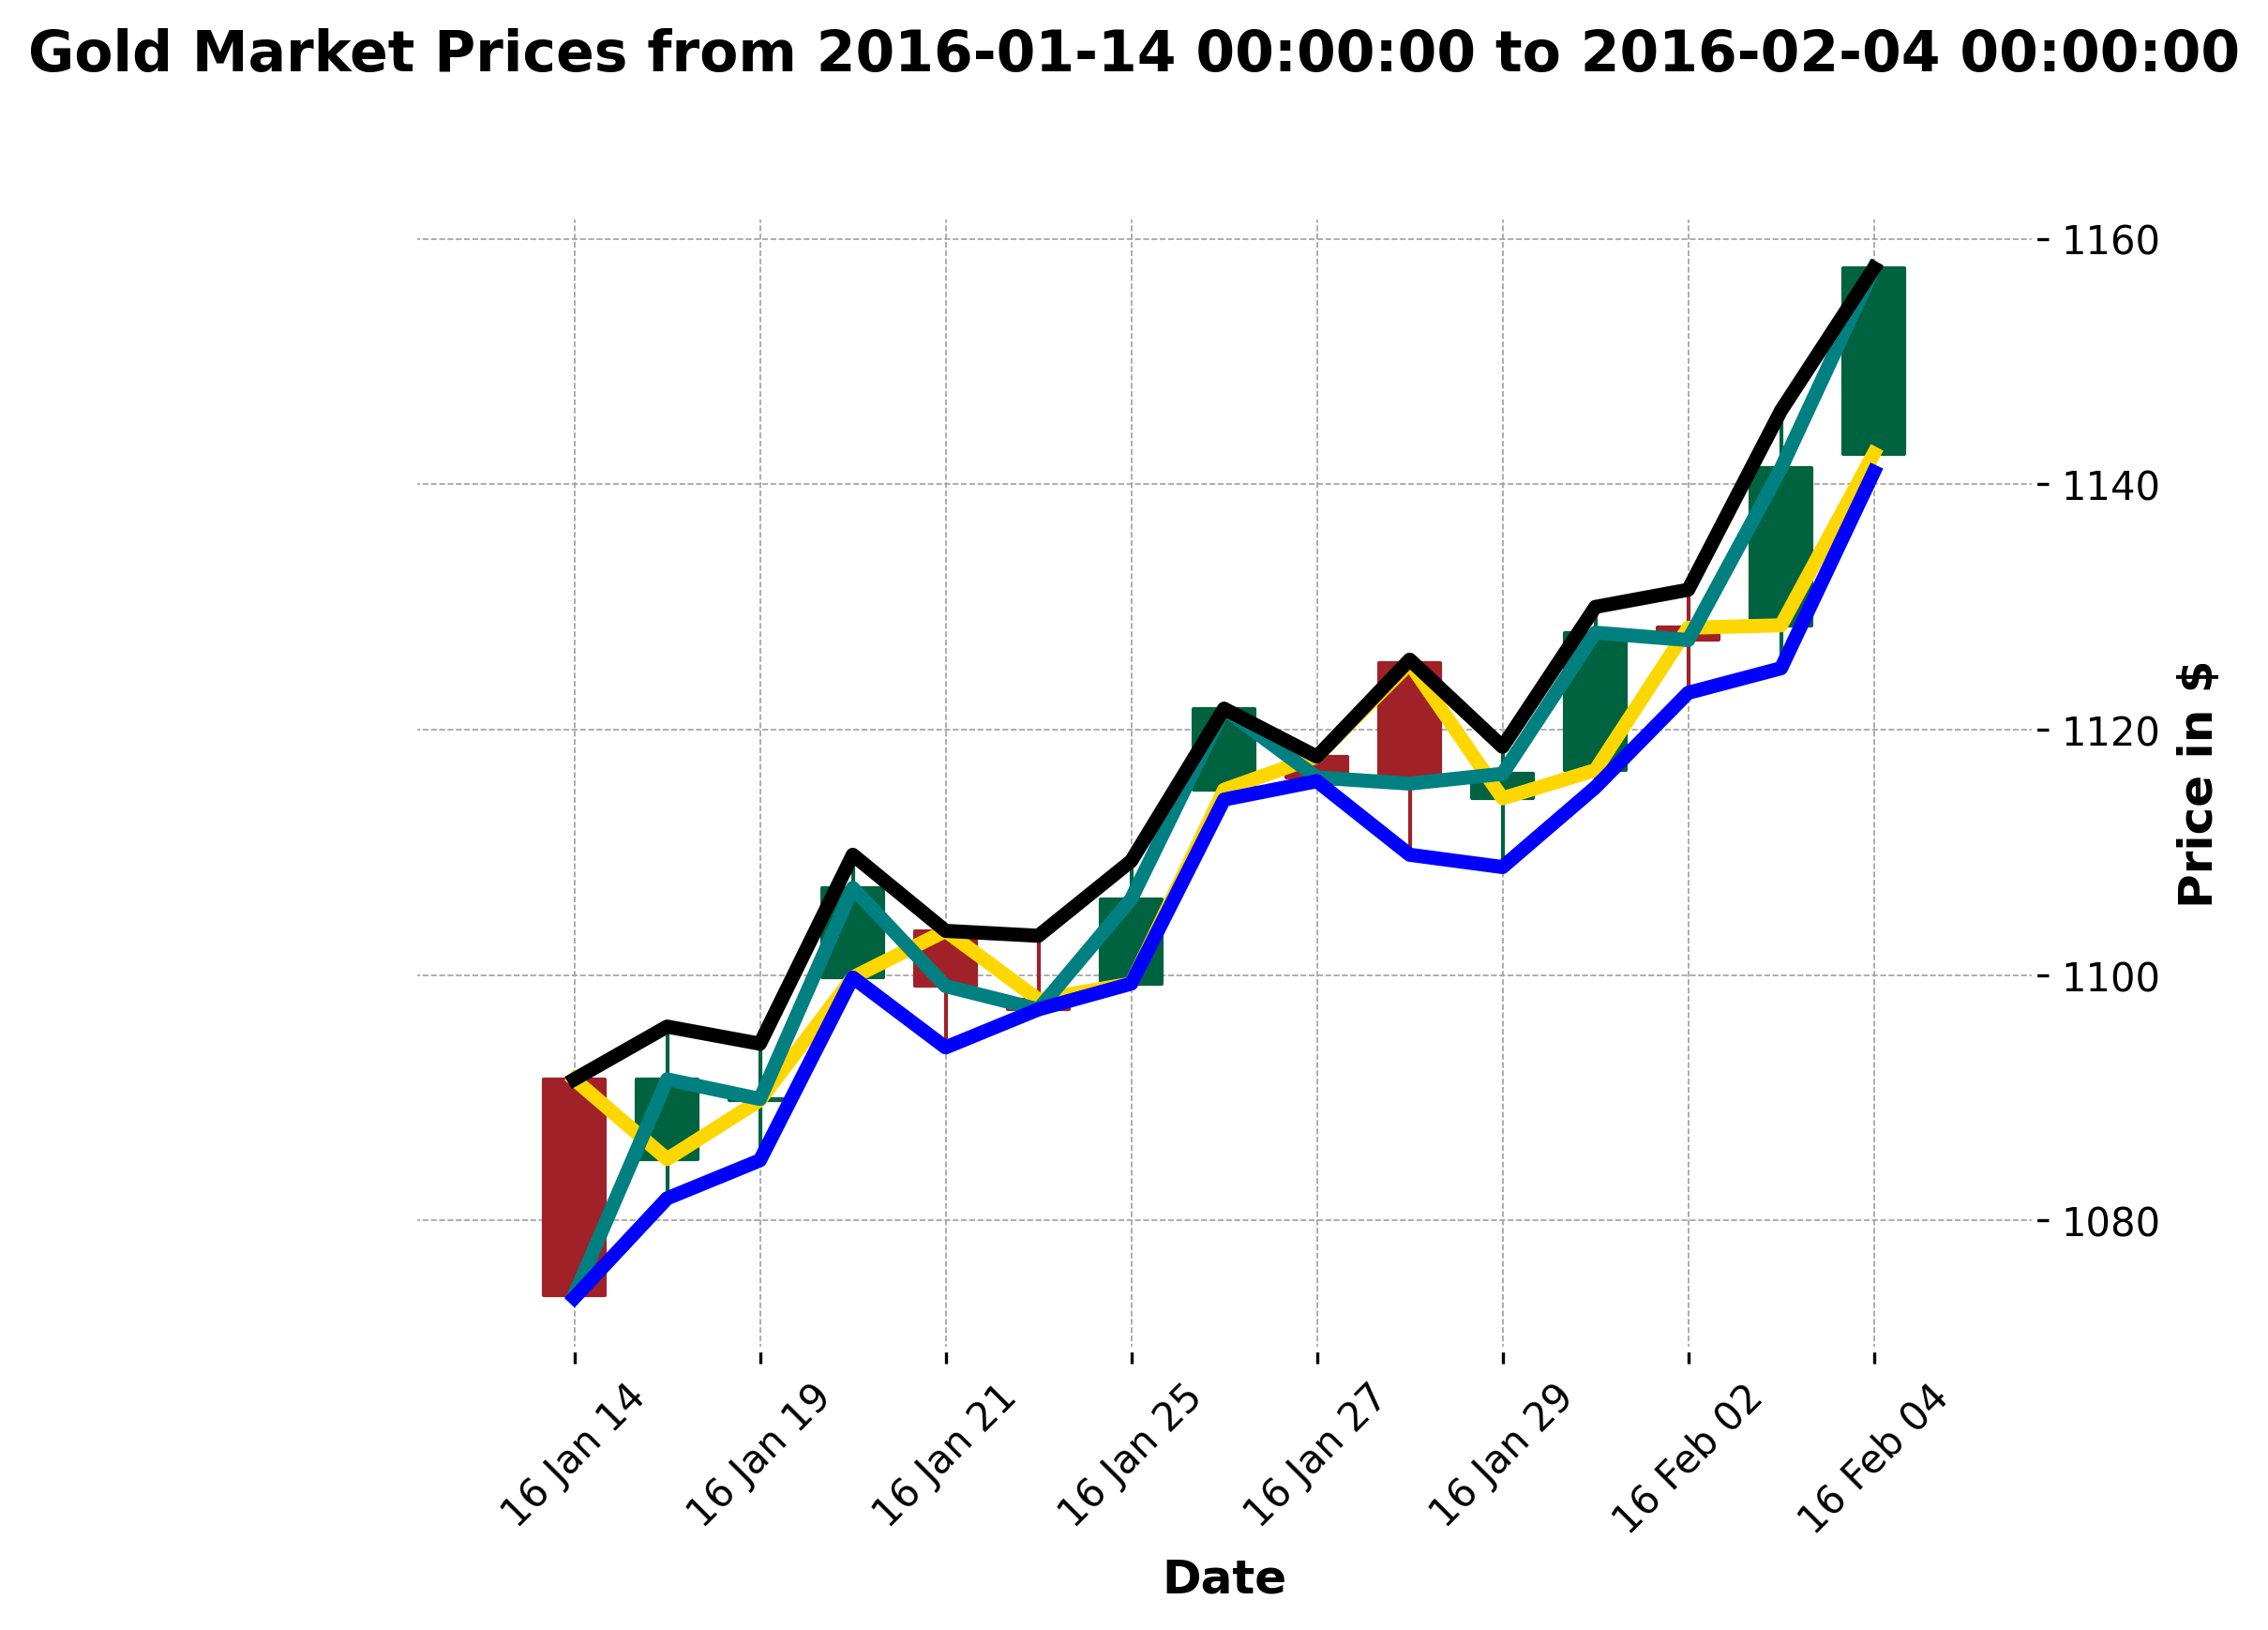 Gold Market Prices from 2016-01-14 00:00:00 to 2016-02-04 00:00:00
1160
1140
1120
1100
1080
Price in $
16 Jan 14
16 Jan 19
16 Jan 21
16 Jan 25
16 Jan 27
16 Jan 29
16 Feb 02
16 Feb 04
Date